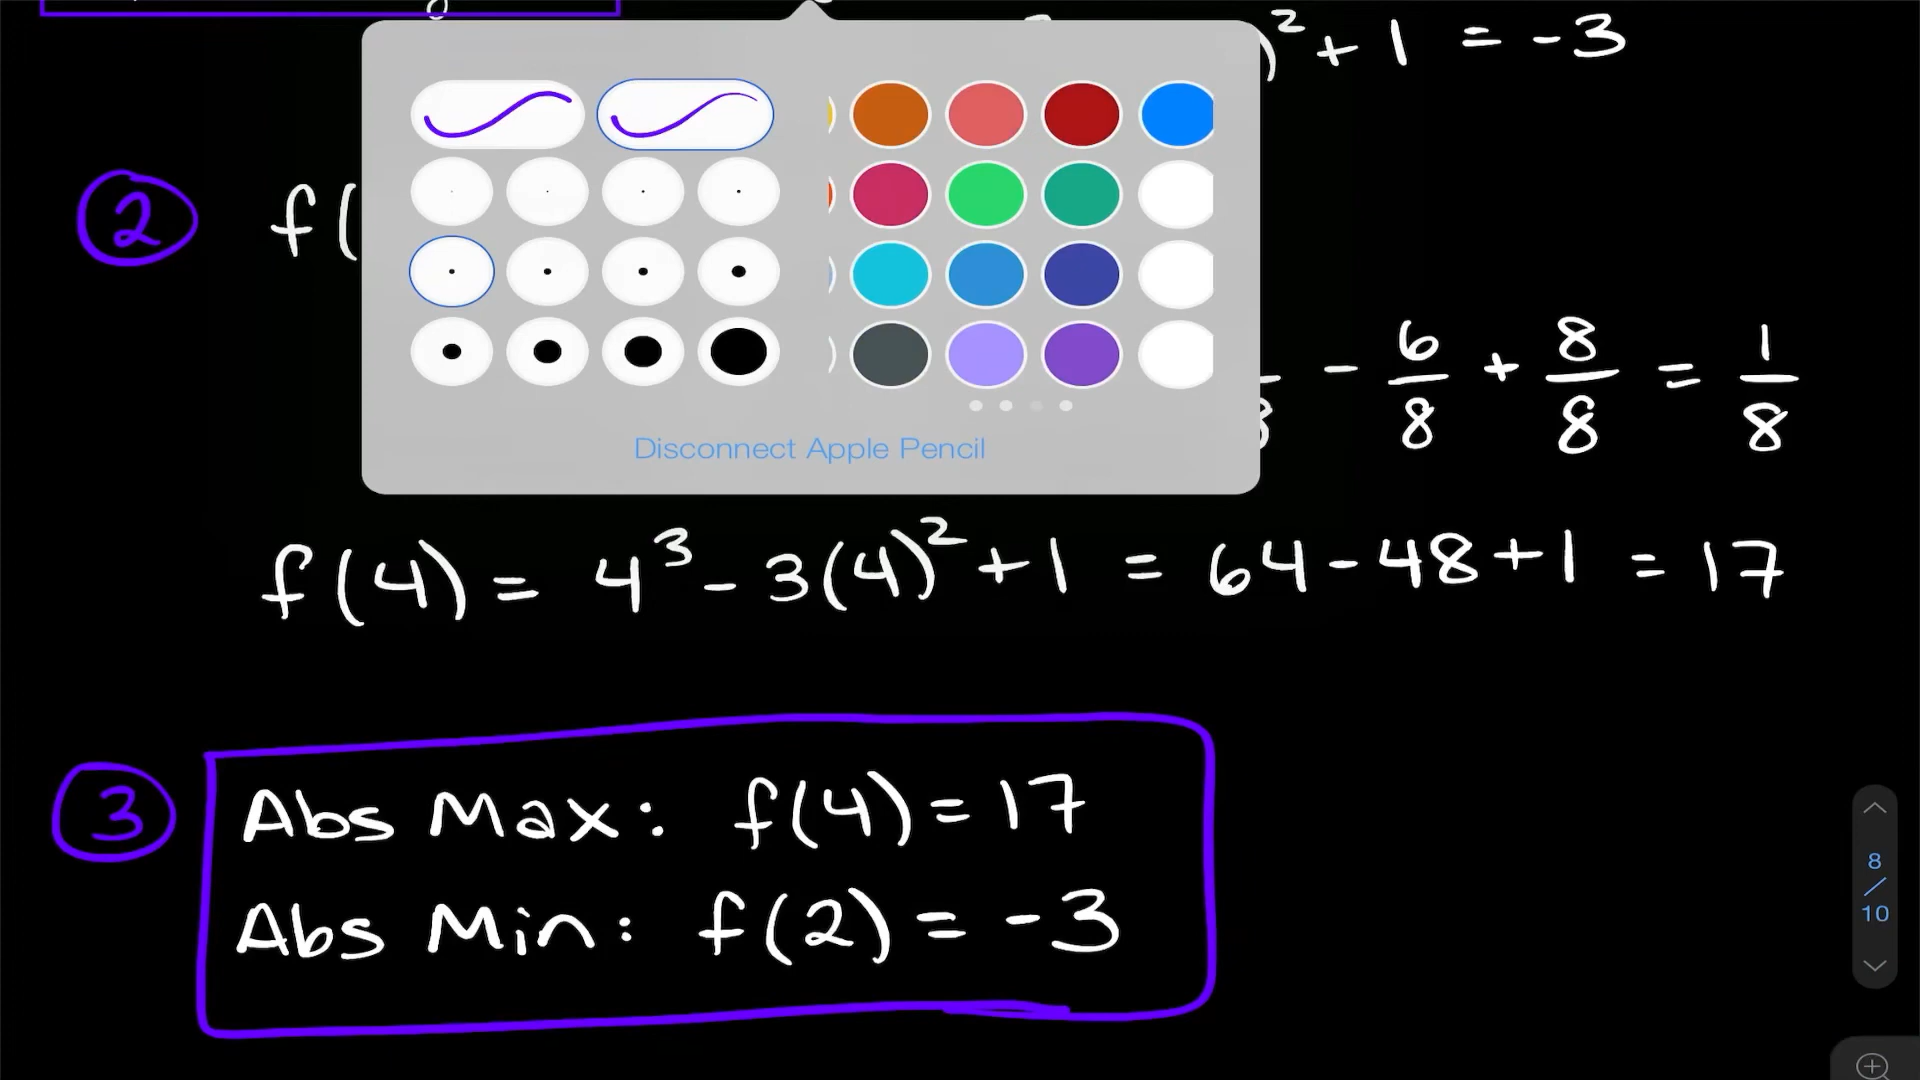 )² + 1 = -3
② f(
- 6/8 + 8/8 = 1/8
Disconnect Apple Pencil
f(4) = 4³ - 3(4)² + 1 = 64 - 48 + 1 = 17
③ Abs Max: f(4) = 17
Abs Min: f(2) = -3
8
/
10